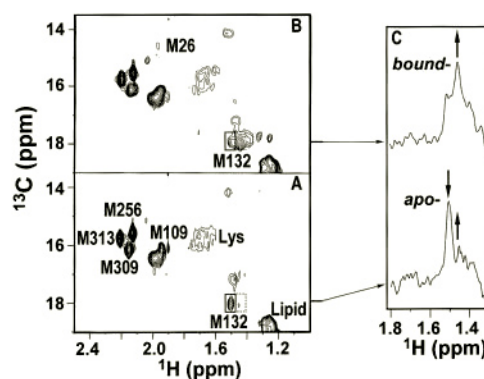 B
14
M26
16
18
M132
A
14
M256
M109
M313
Lys
M309
16
18
M132
Lipid
2.4
2.0
1.6
1.2
¹H (ppm)
¹³C (ppm)
C
bound-
apo-
1.8
1.6
1.4
¹H (ppm)